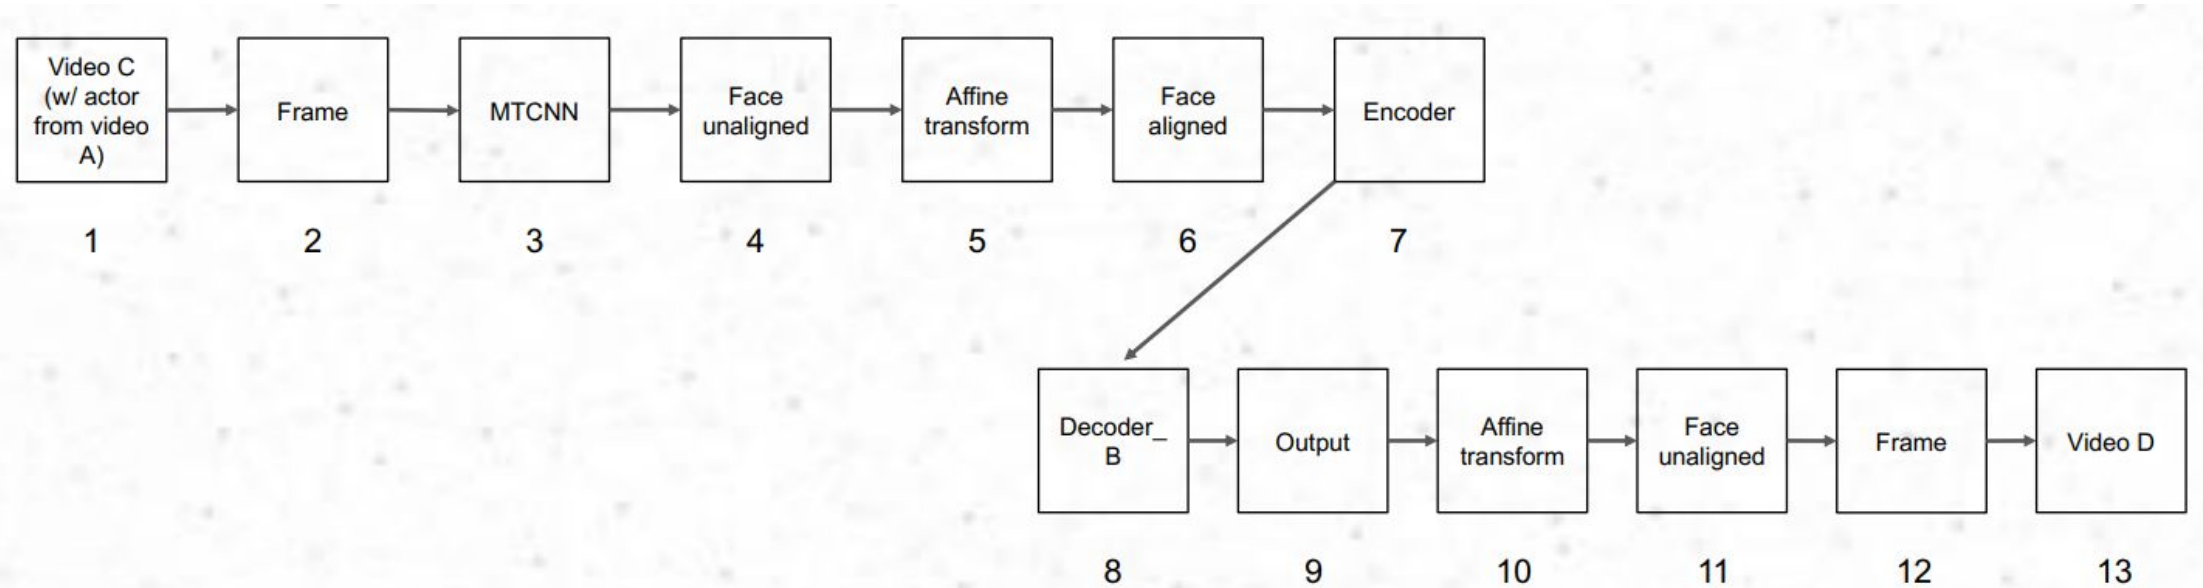 Video C
(w/ actor
from video
A)
Frame
MTCNN
Face
unaligned
Affine
transform
Face
aligned
Encoder
1
2
3
4
5
6
7
Decoder_
B
Output
Affine
transform
Face
unaligned
Frame
Video D
8
9
10
11
12
13